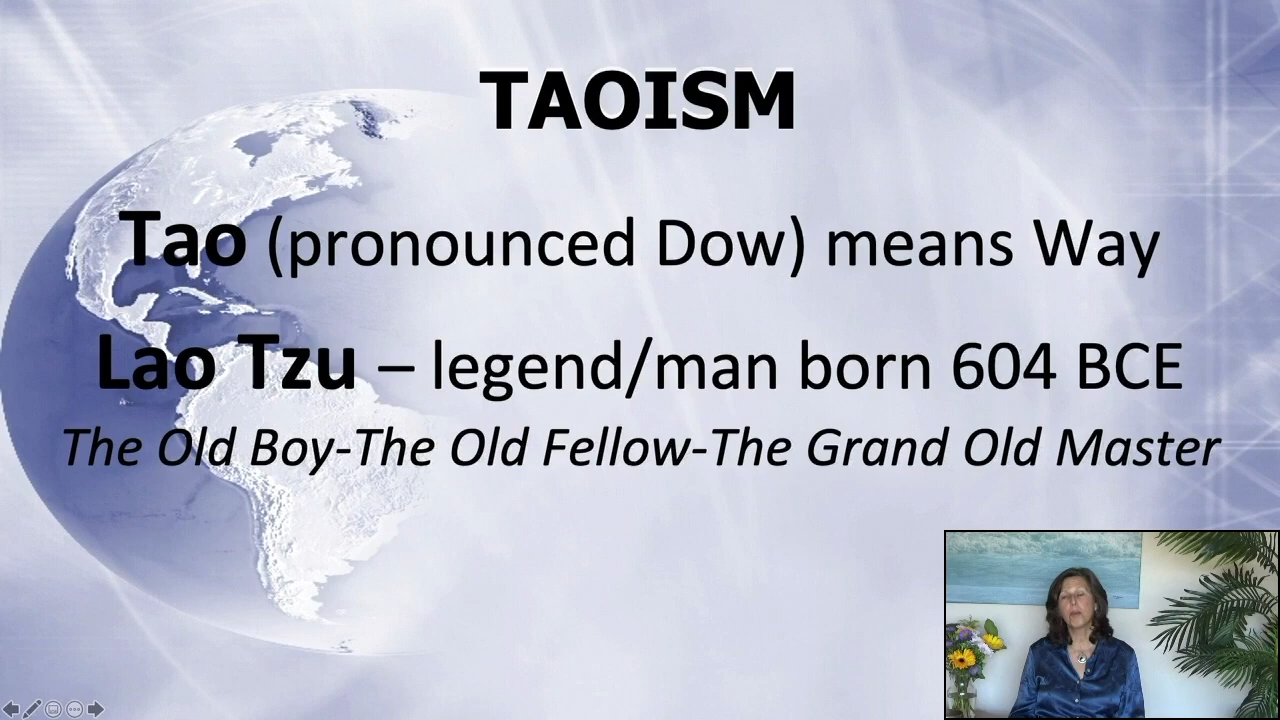 TAOISM
Tao (pronounced Dow) means Way
Lao Tzu – legend/man born 604 BCE
The Old Boy-The Old Fellow-The Grand Old Master